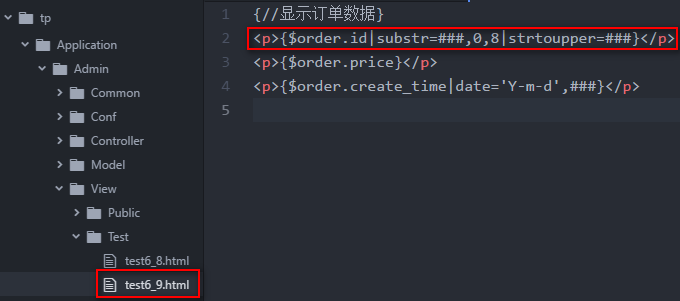 tp
Application
Admin
Common
Conf
Controller
Model
View
Public
Test
test6_8.html
test6_9.html
1 {//显示订单数据}
2 <p>{$order.id|substr=###,0,8|strtoupper=###}</p>
3 <p>{$order.price}</p>
4 <p>{$order.create_time|date='Y-m-d',###}</p>
5